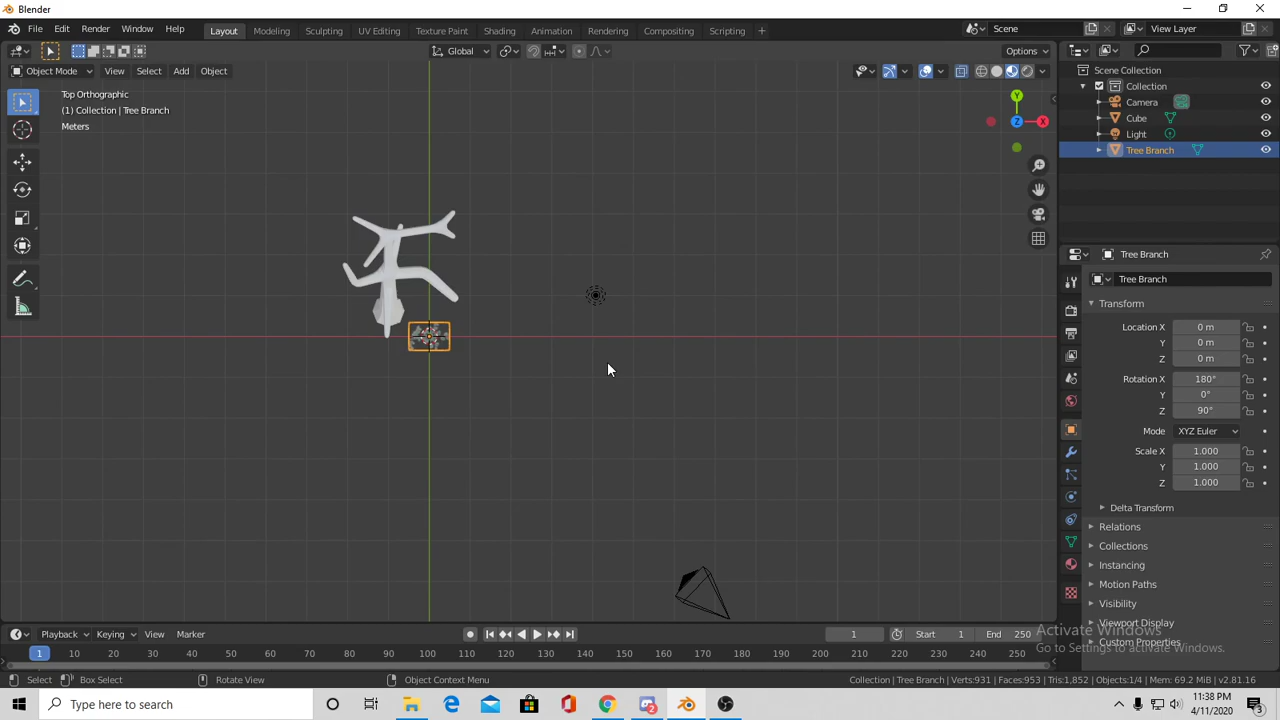 Blender
File Edit Render Window Help Layout Modeling Sculpting UV Editing Texture Paint Shading Animation Rendering Compositing Scripting + Scene View Layer
Global Options
Object Mode View Select Add Object
Top Orthographic
(1) Collection | Tree Branch
Meters
Y
Z X
Scene Collection
Collection
Camera
Cube
Light
Tree Branch
Tree Branch
Tree Branch
Transform
Location X 0 m
Y 0 m
Z 0 m
Rotation X 180°
Y 0°
Z 90°
Mode XYZ Euler
Scale X 1.000
Y 1.000
Z 1.000
Delta Transform
Relations
Collections
Instancing
Motion Paths
Visibility
Viewport Display
Custom Properties
Activate Windows
Go to Settings to activate Windows.
Playback Keying View Marker 1 Start 1 End 250
1 10 20 30 40 50 60 70 80 90 100 110 120 130 140 150 160 170 180 190 200 210 220 230 240 250
Select Box Select Rotate View Object Context Menu Collection | Tree Branch | Verts:931 | Faces:953 | Tris:1,852 | Objects:1/4 | Mem: 69.2 MiB | v2.81.16
Type here to search
2
11:38 PM
4/11/2020
3